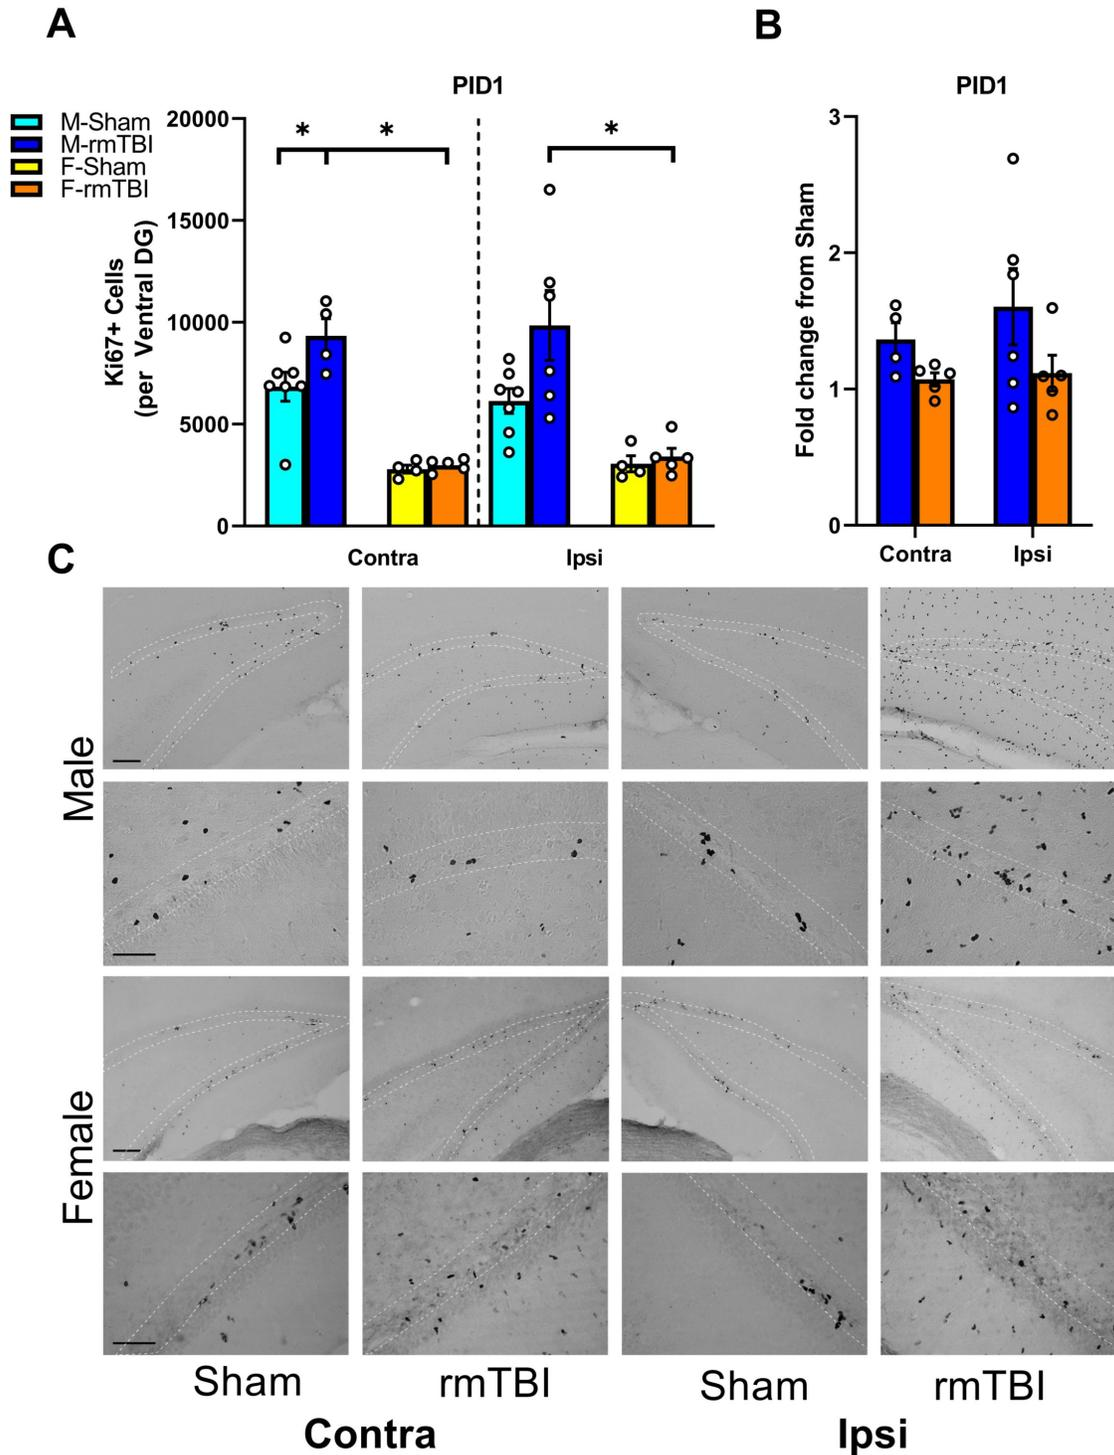 A
B
PID1
M-Sham
M-rmTBI
F-Sham
F-rmTBI
* * *
20000
15000
10000
5000
0
Ki67+ Cells
(per Ventral DG)
Contra Ipsi
PID1
3
2
1
0
Fold change from Sham
Contra Ipsi
C
Male
Female
Sham rmTBI Sham rmTBI
Contra Ipsi